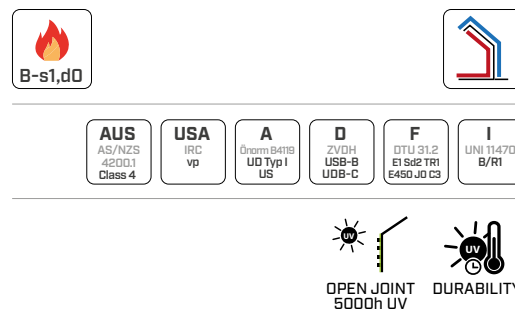 B-s1,d0
AUS
AS/NZS
4200.1
Class 4
USA
IRC
vp
A
Önorm B4119
UD Typ I
US
D
ZVDH
USB-B
UDB-C
F
DTU 31.2
E1 Sd2 TR1
E450 J0 C3
I
UNI 11470
B/R1
UV
OPEN JOINT
5000h UV
UV
DURABILITY